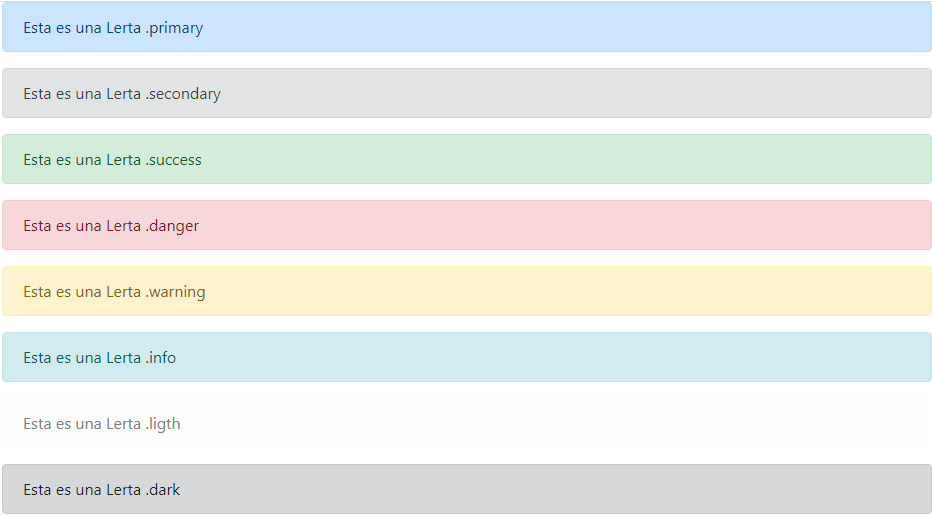 Esta es una Lerta .primary
Esta es una Lerta .secondary
Esta es una Lerta .success
Esta es una Lerta .danger
Esta es una Lerta .warning
Esta es una Lerta .info
Esta es una Lerta .ligth
Esta es una Lerta .dark